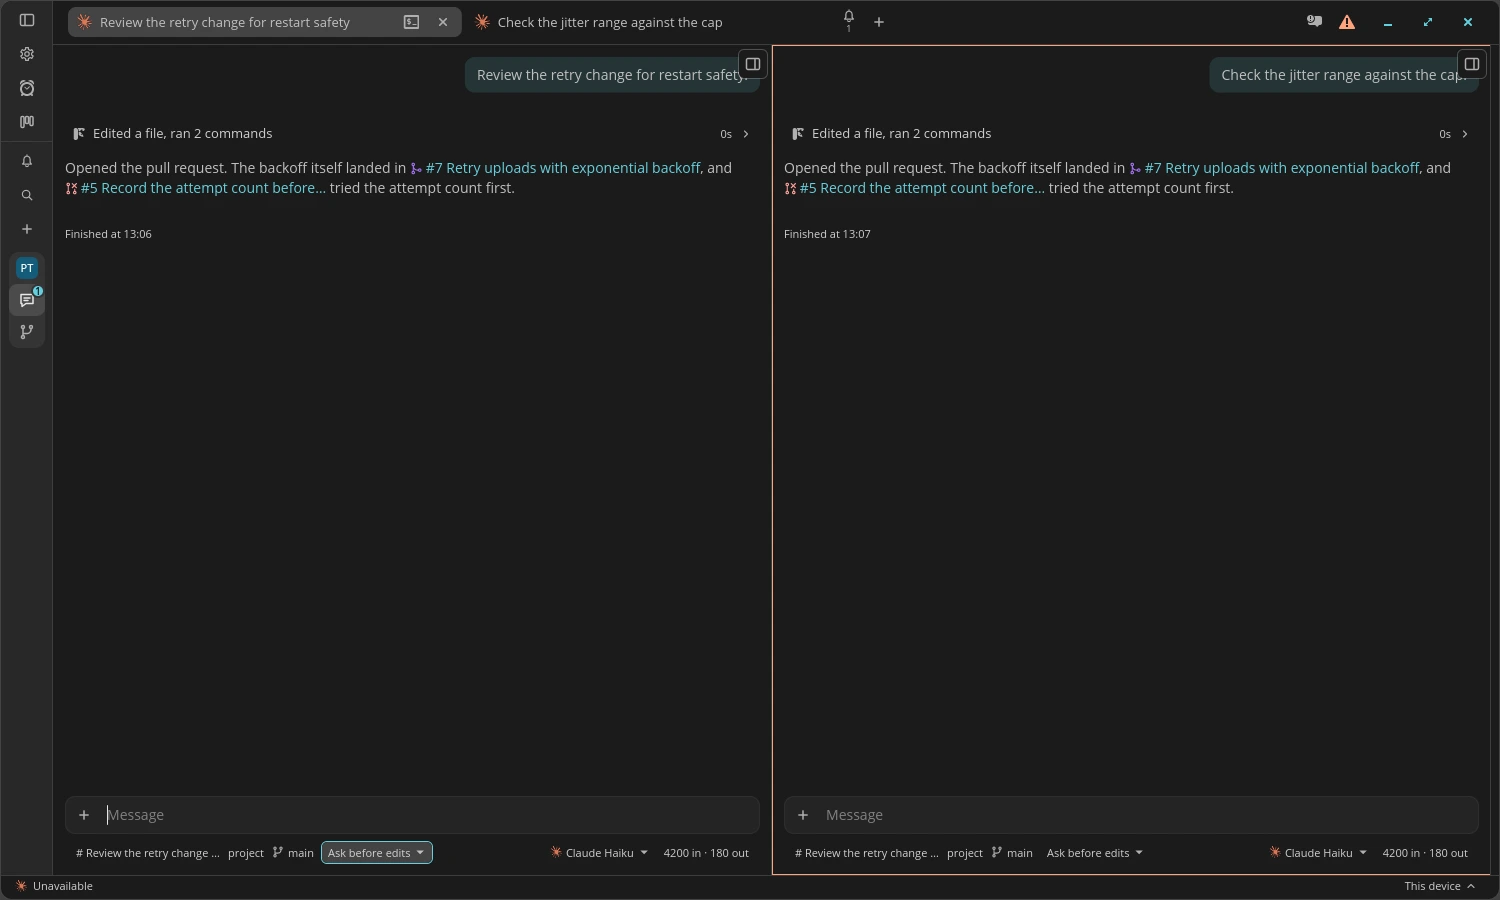 Review the retry change for restart safety
Check the jitter range against the cap
1
PT
1
Review the retry change for restart safety.
Edited a file, ran 2 commands
0s
Opened the pull request. The backoff itself landed in #7 Retry uploads with exponential backoff, and
#5 Record the attempt count before... tried the attempt count first.
Finished at 13:06
Message
# Review the retry change ...
project
main
Ask before edits
Claude Haiku
4200 in · 180 out
Check the jitter range against the cap.
Edited a file, ran 2 commands
0s
Opened the pull request. The backoff itself landed in #7 Retry uploads with exponential backoff, and
#5 Record the attempt count before... tried the attempt count first.
Finished at 13:07
Message
# Review the retry change ...
project
main
Ask before edits
Claude Haiku
4200 in · 180 out
Unavailable
This device